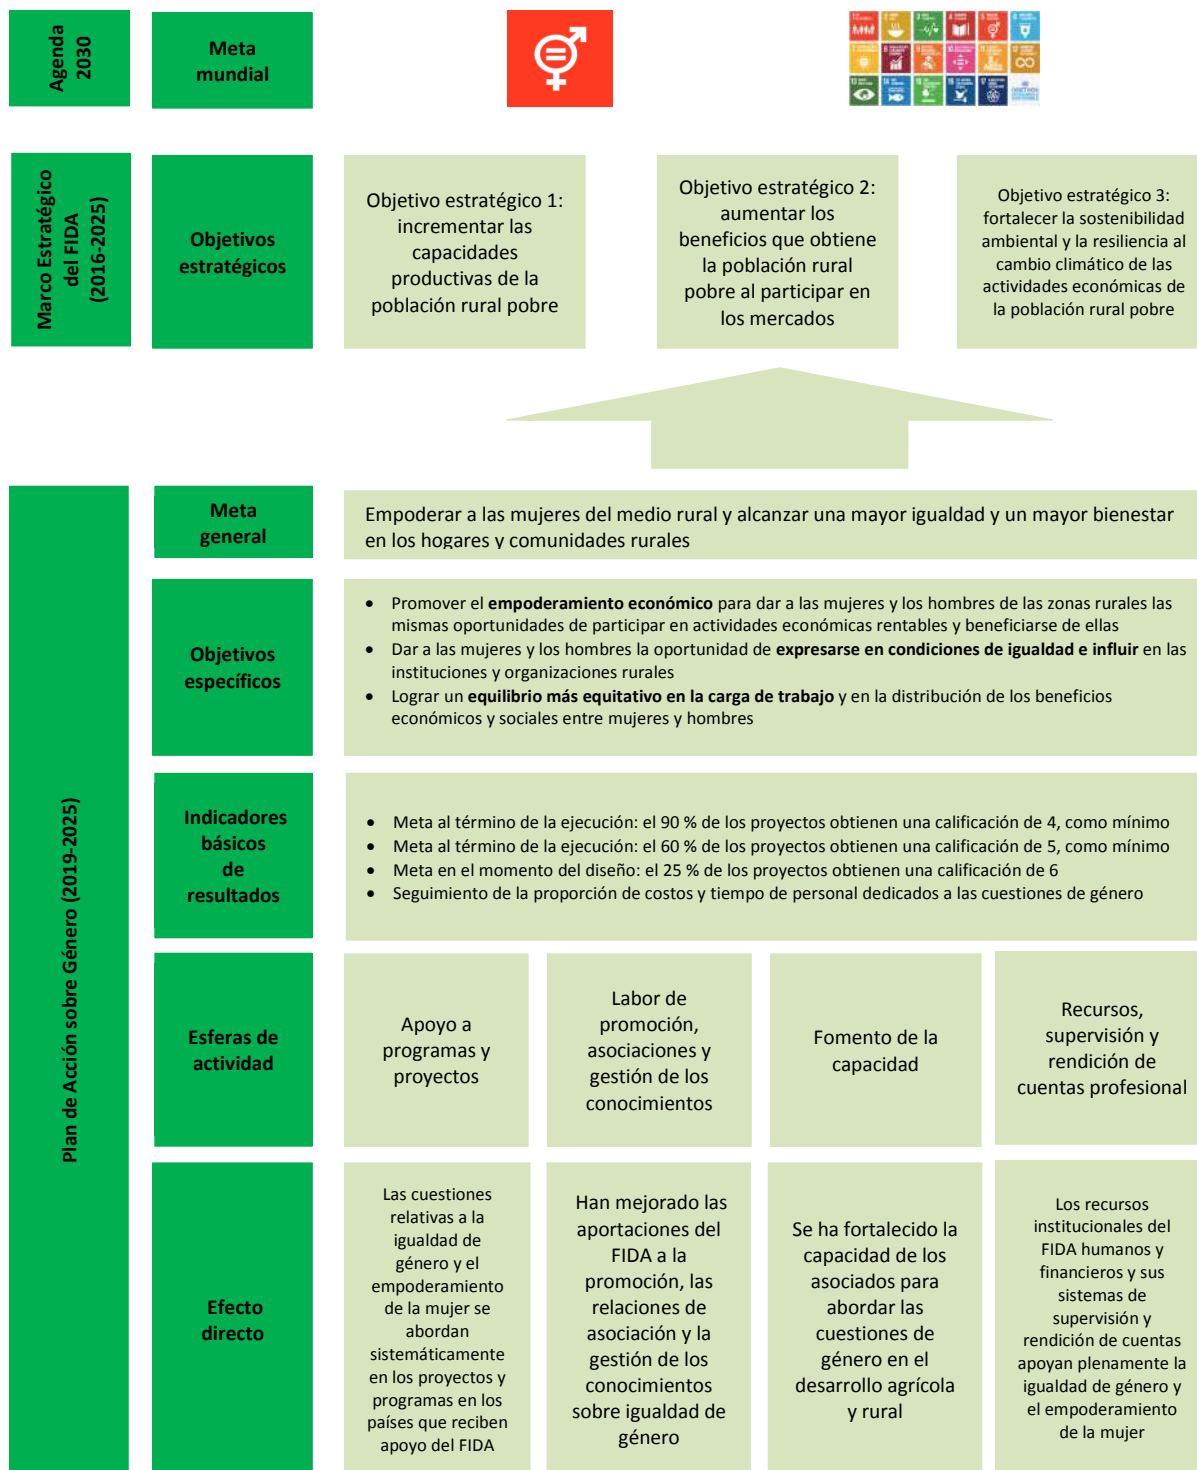 Agenda
2030
Meta
mundial
Marco Estratégico
del FIDA
(2016-2025)
Objetivos
estratégicos
Objetivo estratégico 1:
incrementar las
capacidades
productivas de la
población rural pobre
Objetivo estratégico 2:
aumentar los
beneficios que obtiene
la población rural
pobre al participar en
los mercados
Objetivo estratégico 3:
fortalecer la sostenibilidad
ambiental y la resiliencia al
cambio climático de las
actividades económicas de
la población rural pobre
Plan de Acción sobre Género (2019-2025)
Meta
general
Empoderar a las mujeres del medio rural y alcanzar una mayor igualdad y un mayor bienestar
en los hogares y comunidades rurales
Objetivos
específicos
• Promover el empoderamiento económico para dar a las mujeres y los hombres de las zonas rurales las
mismas oportunidades de participar en actividades económicas rentables y beneficiarse de ellas
• Dar a las mujeres y los hombres la oportunidad de expresarse en condiciones de igualdad e influir en las
instituciones y organizaciones rurales
• Lograr un equilibrio más equitativo en la carga de trabajo y en la distribución de los beneficios
económicos y sociales entre mujeres y hombres
Indicadores
básicos
de
resultados
• Meta al término de la ejecución: el 90 % de los proyectos obtienen una calificación de 4, como mínimo
• Meta al término de la ejecución: el 60 % de los proyectos obtienen una calificación de 5, como mínimo
• Meta en el momento del diseño: el 25 % de los proyectos obtienen una calificación de 6
• Seguimiento de la proporción de costos y tiempo de personal dedicados a las cuestiones de género
Esferas de
actividad
Apoyo a
programas y
proyectos
Labor de
promoción,
asociaciones y
gestión de los
conocimientos
Fomento de la
capacidad
Recursos,
supervisión y
rendición de
cuentas profesional
Efecto
directo
Las cuestiones
relativas a la
igualdad de
género y el
empoderamiento
de la mujer se
abordan
sistemáticamente
en los proyectos y
programas en los
países que reciben
apoyo del FIDA
Han mejorado las
aportaciones del
FIDA a la
promoción, las
relaciones de
asociación y la
gestión de los
conocimientos
sobre igualdad de
género
Se ha fortalecido la
capacidad de los
asociados para
abordar las
cuestiones de
género en el
desarrollo agrícola
y rural
Los recursos
institucionales del
FIDA humanos y
financieros y sus
sistemas de
supervisión y
rendición de cuentas
apoyan plenamente la
igualdad de género y
el empoderamiento
de la mujer